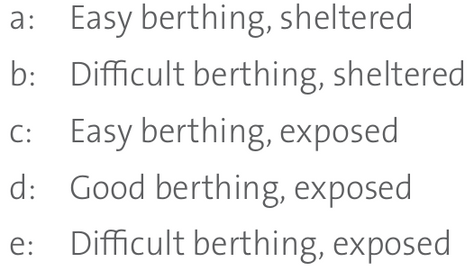 a: Easy berthing, sheltered
b: Difficult berthing, sheltered
c: Easy berthing, exposed
d: Good berthing, exposed
e: Difficult berthing, exposed